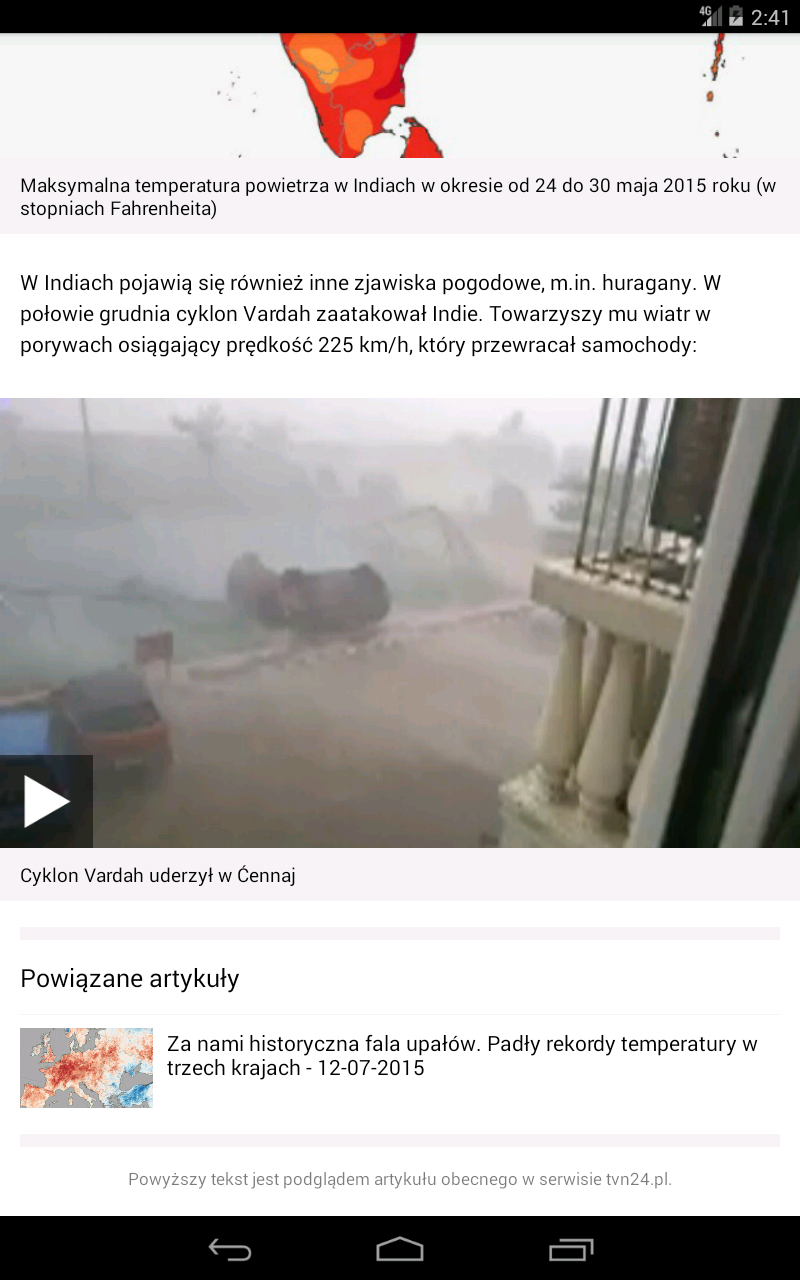 4G 2:41
Maksymalna temperatura powietrza w Indiach w okresie od 24 do 30 maja 2015 roku (w
stopniach Fahrenheita)
W Indiach pojawią się również inne zjawiska pogodowe, m.in. huragany. W
połowie grudnia cyklon Vardah zaatakował Indie. Towarzyszy mu wiatr w
porywach osiągający prędkość 225 km/h, który przewracał samochody:
Cyklon Vardah uderzył w Ćennaj
Powiązane artykuły
Za nami historyczna fala upałów. Padły rekordy temperatury w
trzech krajach - 12-07-2015
Powyższy tekst jest podglądem artykułu obecnego w serwisie tvn24.pl.